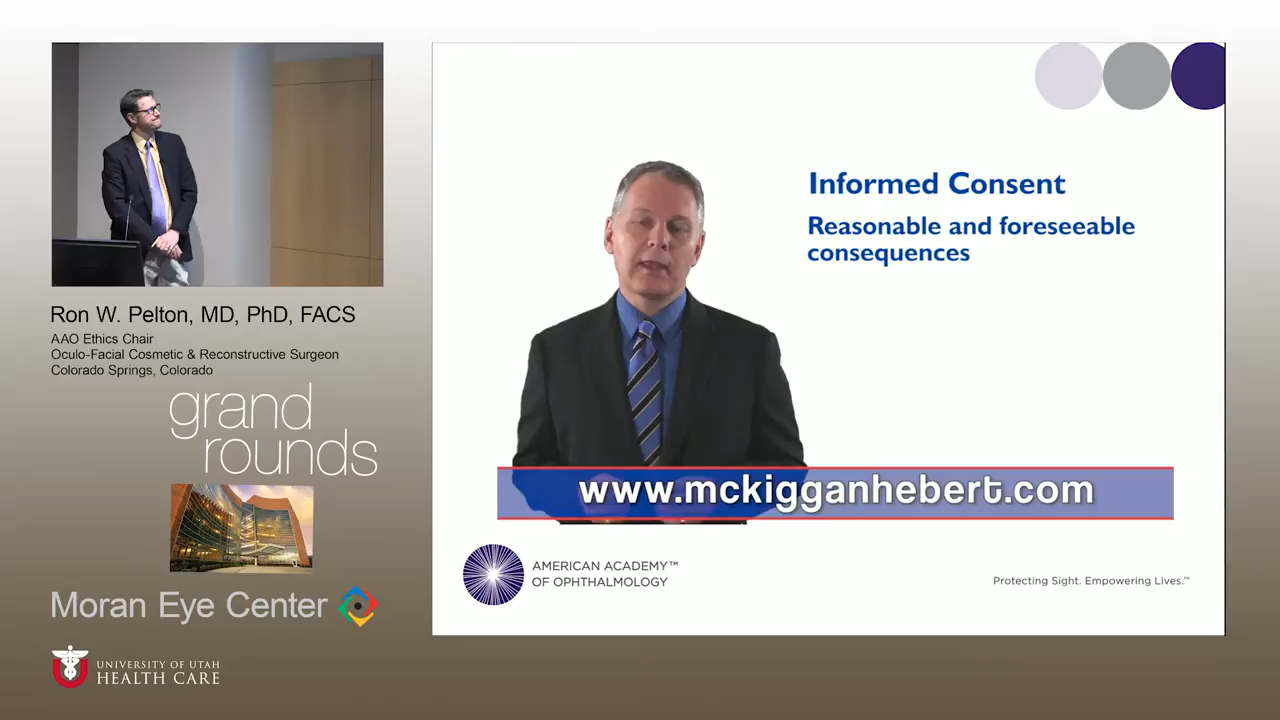 Ron W. Pelton, MD, PhD, FACS
AAO Ethics Chair
Oculo-Facial Cosmetic & Reconstructive Surgeon
Colorado Springs, Colorado
grand
rounds
Moran Eye Center
UNIVERSITY OF UTAH
HEALTH CARE
Informed Consent
Reasonable and foreseeable
consequences
www.mckigganhebert.com
AMERICAN ACADEMY™
OF OPHTHALMOLOGY
Protecting Sight. Empowering Lives.™